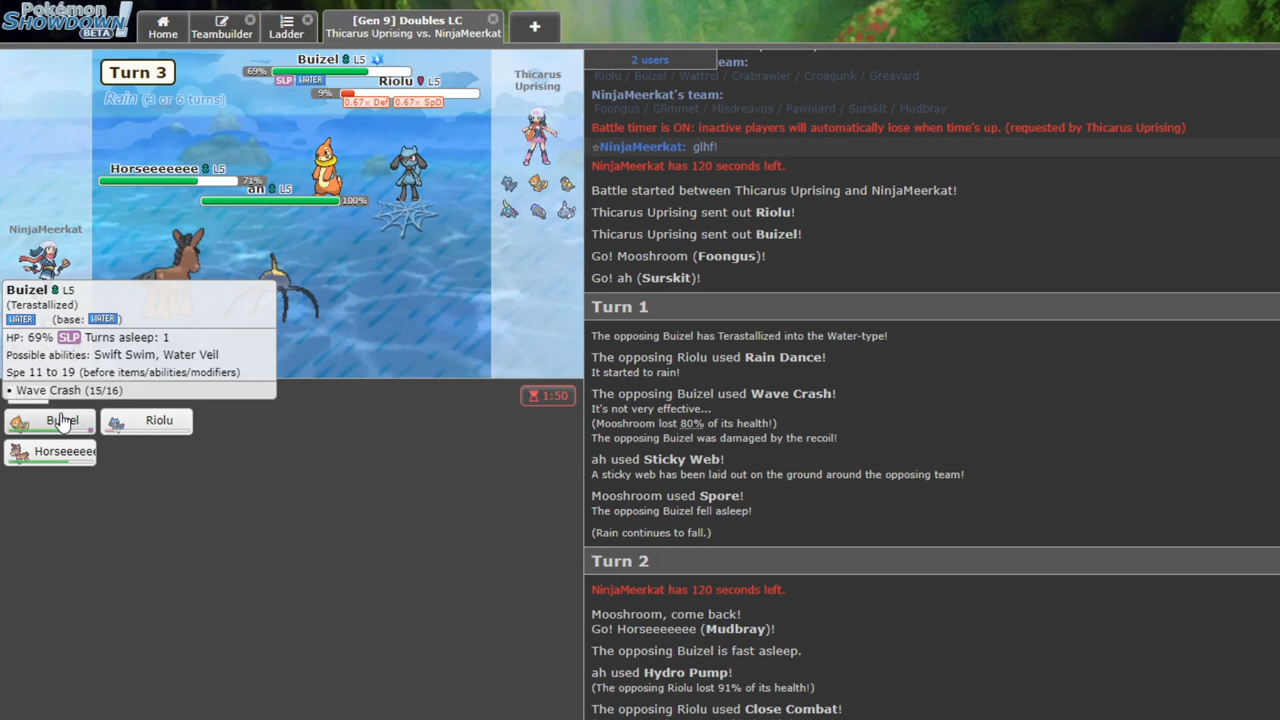 Pokémon
SHOWDOWN!
BETA
Home
Teambuilder
Ladder
[Gen 9] Doubles LC
Thicarus Uprising vs. NinjaMeerkat
+
Turn 3
Rain (3 or 6 turns)
Buizel L5
69%
SLP WATER
Riolu L5
9%
0.67× Def 0.67× SpD
Horseeeeeee L5
71%
ah L5
100%
Thicarus
Uprising
NinjaMeerkat
Buizel L5
(Terastallized)
WATER (base: WATER)
HP: 69% SLP Turns asleep: 1
Possible abilities: Swift Swim, Water Veil
Spe 11 to 19 (before items/abilities/modifiers)
• Wave Crash (15/16)
1:50
Buizel
Riolu
Horseeeeee
2 users
eam:
Riolu / Buizel / Wattrel / Crabrawler / Croagunk / Greavard
NinjaMeerkat's team:
Foongus / Glimmet / Misdreavus / Pawniard / Surskit / Mudbray
Battle timer is ON: inactive players will automatically lose when time's up. (requested by Thicarus Uprising)
☆NinjaMeerkat: glhf!
NinjaMeerkat has 120 seconds left.
Battle started between Thicarus Uprising and NinjaMeerkat!
Thicarus Uprising sent out Riolu!
Thicarus Uprising sent out Buizel!
Go! Mooshroom (Foongus)!
Go! ah (Surskit)!
Turn 1
The opposing Buizel has Terastallized into the Water-type!
The opposing Riolu used Rain Dance!
It started to rain!
The opposing Buizel used Wave Crash!
It's not very effective...
(Mooshroom lost 80% of its health!)
The opposing Buizel was damaged by the recoil!
ah used Sticky Web!
A sticky web has been laid out on the ground around the opposing team!
Mooshroom used Spore!
The opposing Buizel fell asleep!
(Rain continues to fall.)
Turn 2
NinjaMeerkat has 120 seconds left.
Mooshroom, come back!
Go! Horseeeeeee (Mudbray)!
The opposing Buizel is fast asleep.
ah used Hydro Pump!
(The opposing Riolu lost 91% of its health!)
The opposing Riolu used Close Combat!